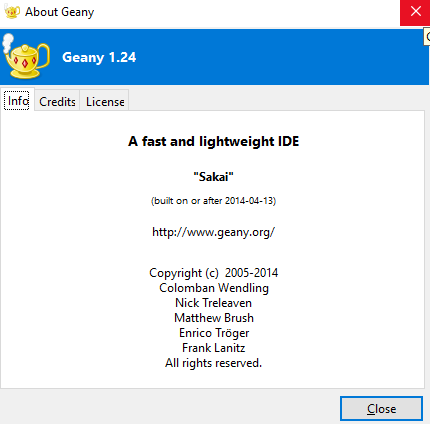 About Geany
Geany 1.24
Info Credits License
A fast and lightweight IDE
"Sakai"
(built on or after 2014-04-13)
http://www.geany.org/
Copyright (c) 2005-2014
Colomban Wendling
Nick Treleaven
Matthew Brush
Enrico Tröger
Frank Lanitz
All rights reserved.
Close